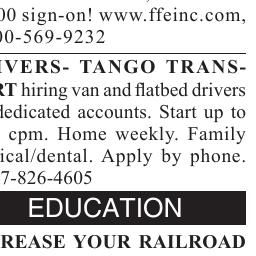 00 sign-on! www.ffeinc.com,
00-569-9232
IVERS- TANGO TRANS-
RT hiring van and flatbed drivers
dedicated accounts. Start up to
cpm. Home weekly. Family
ical/dental. Apply by phone.
7-826-4605
EDUCATION
REASE YOUR RAILROAD